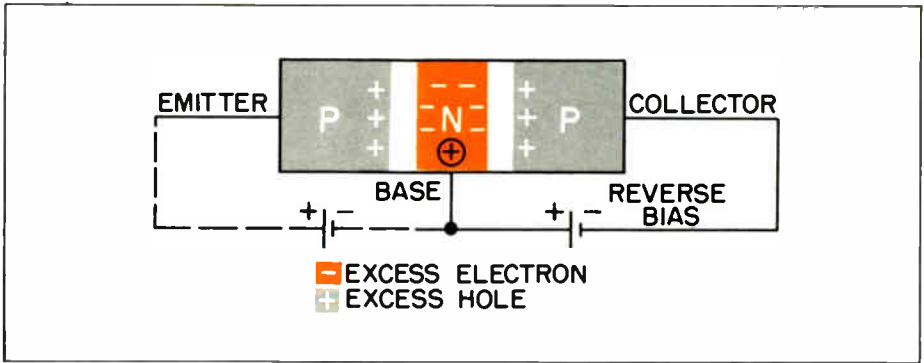 EMITTER
P + + + − − − − − − N + + + P
COLLECTOR
⊕
BASE
+ −
+ −
REVERSE
BIAS
− EXCESS ELECTRON
+ EXCESS HOLE